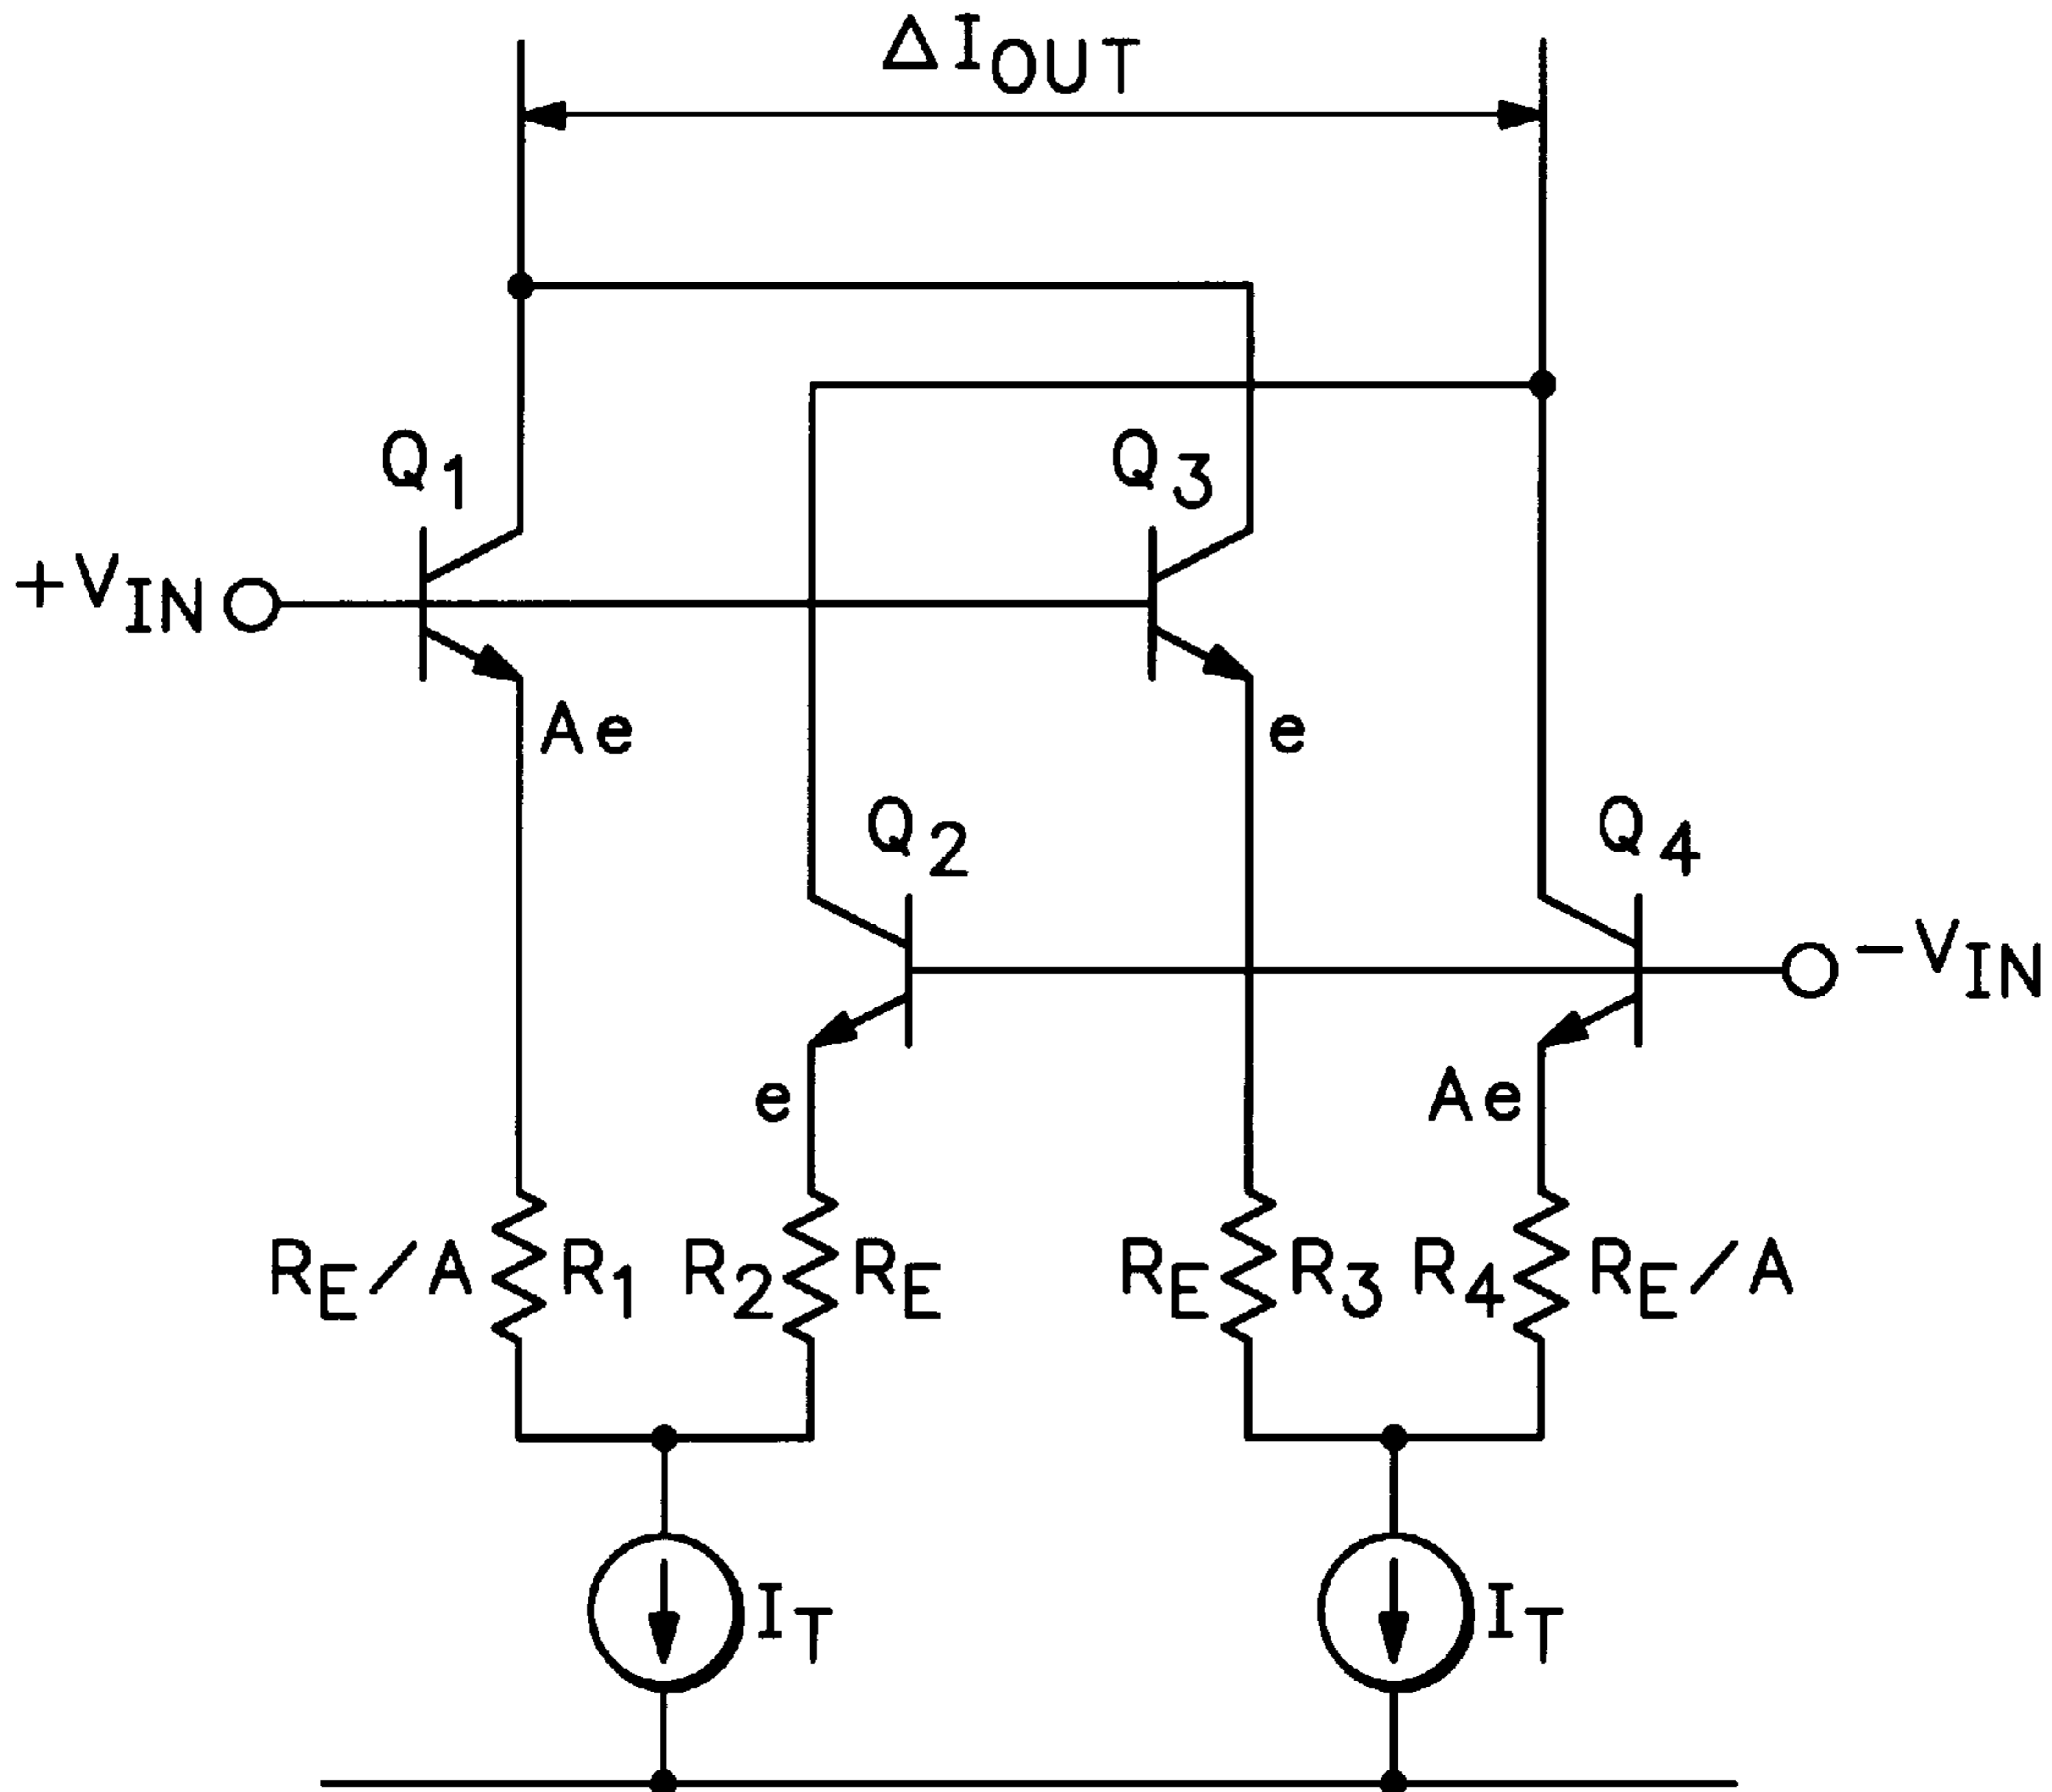 ΔIOUT
Q1
Q3
+VIN
Ae
e
Q2
Q4
-VIN
e
Ae
RE/A
R1
R2
RE
RE
R3
R4
RE/A
IT
IT